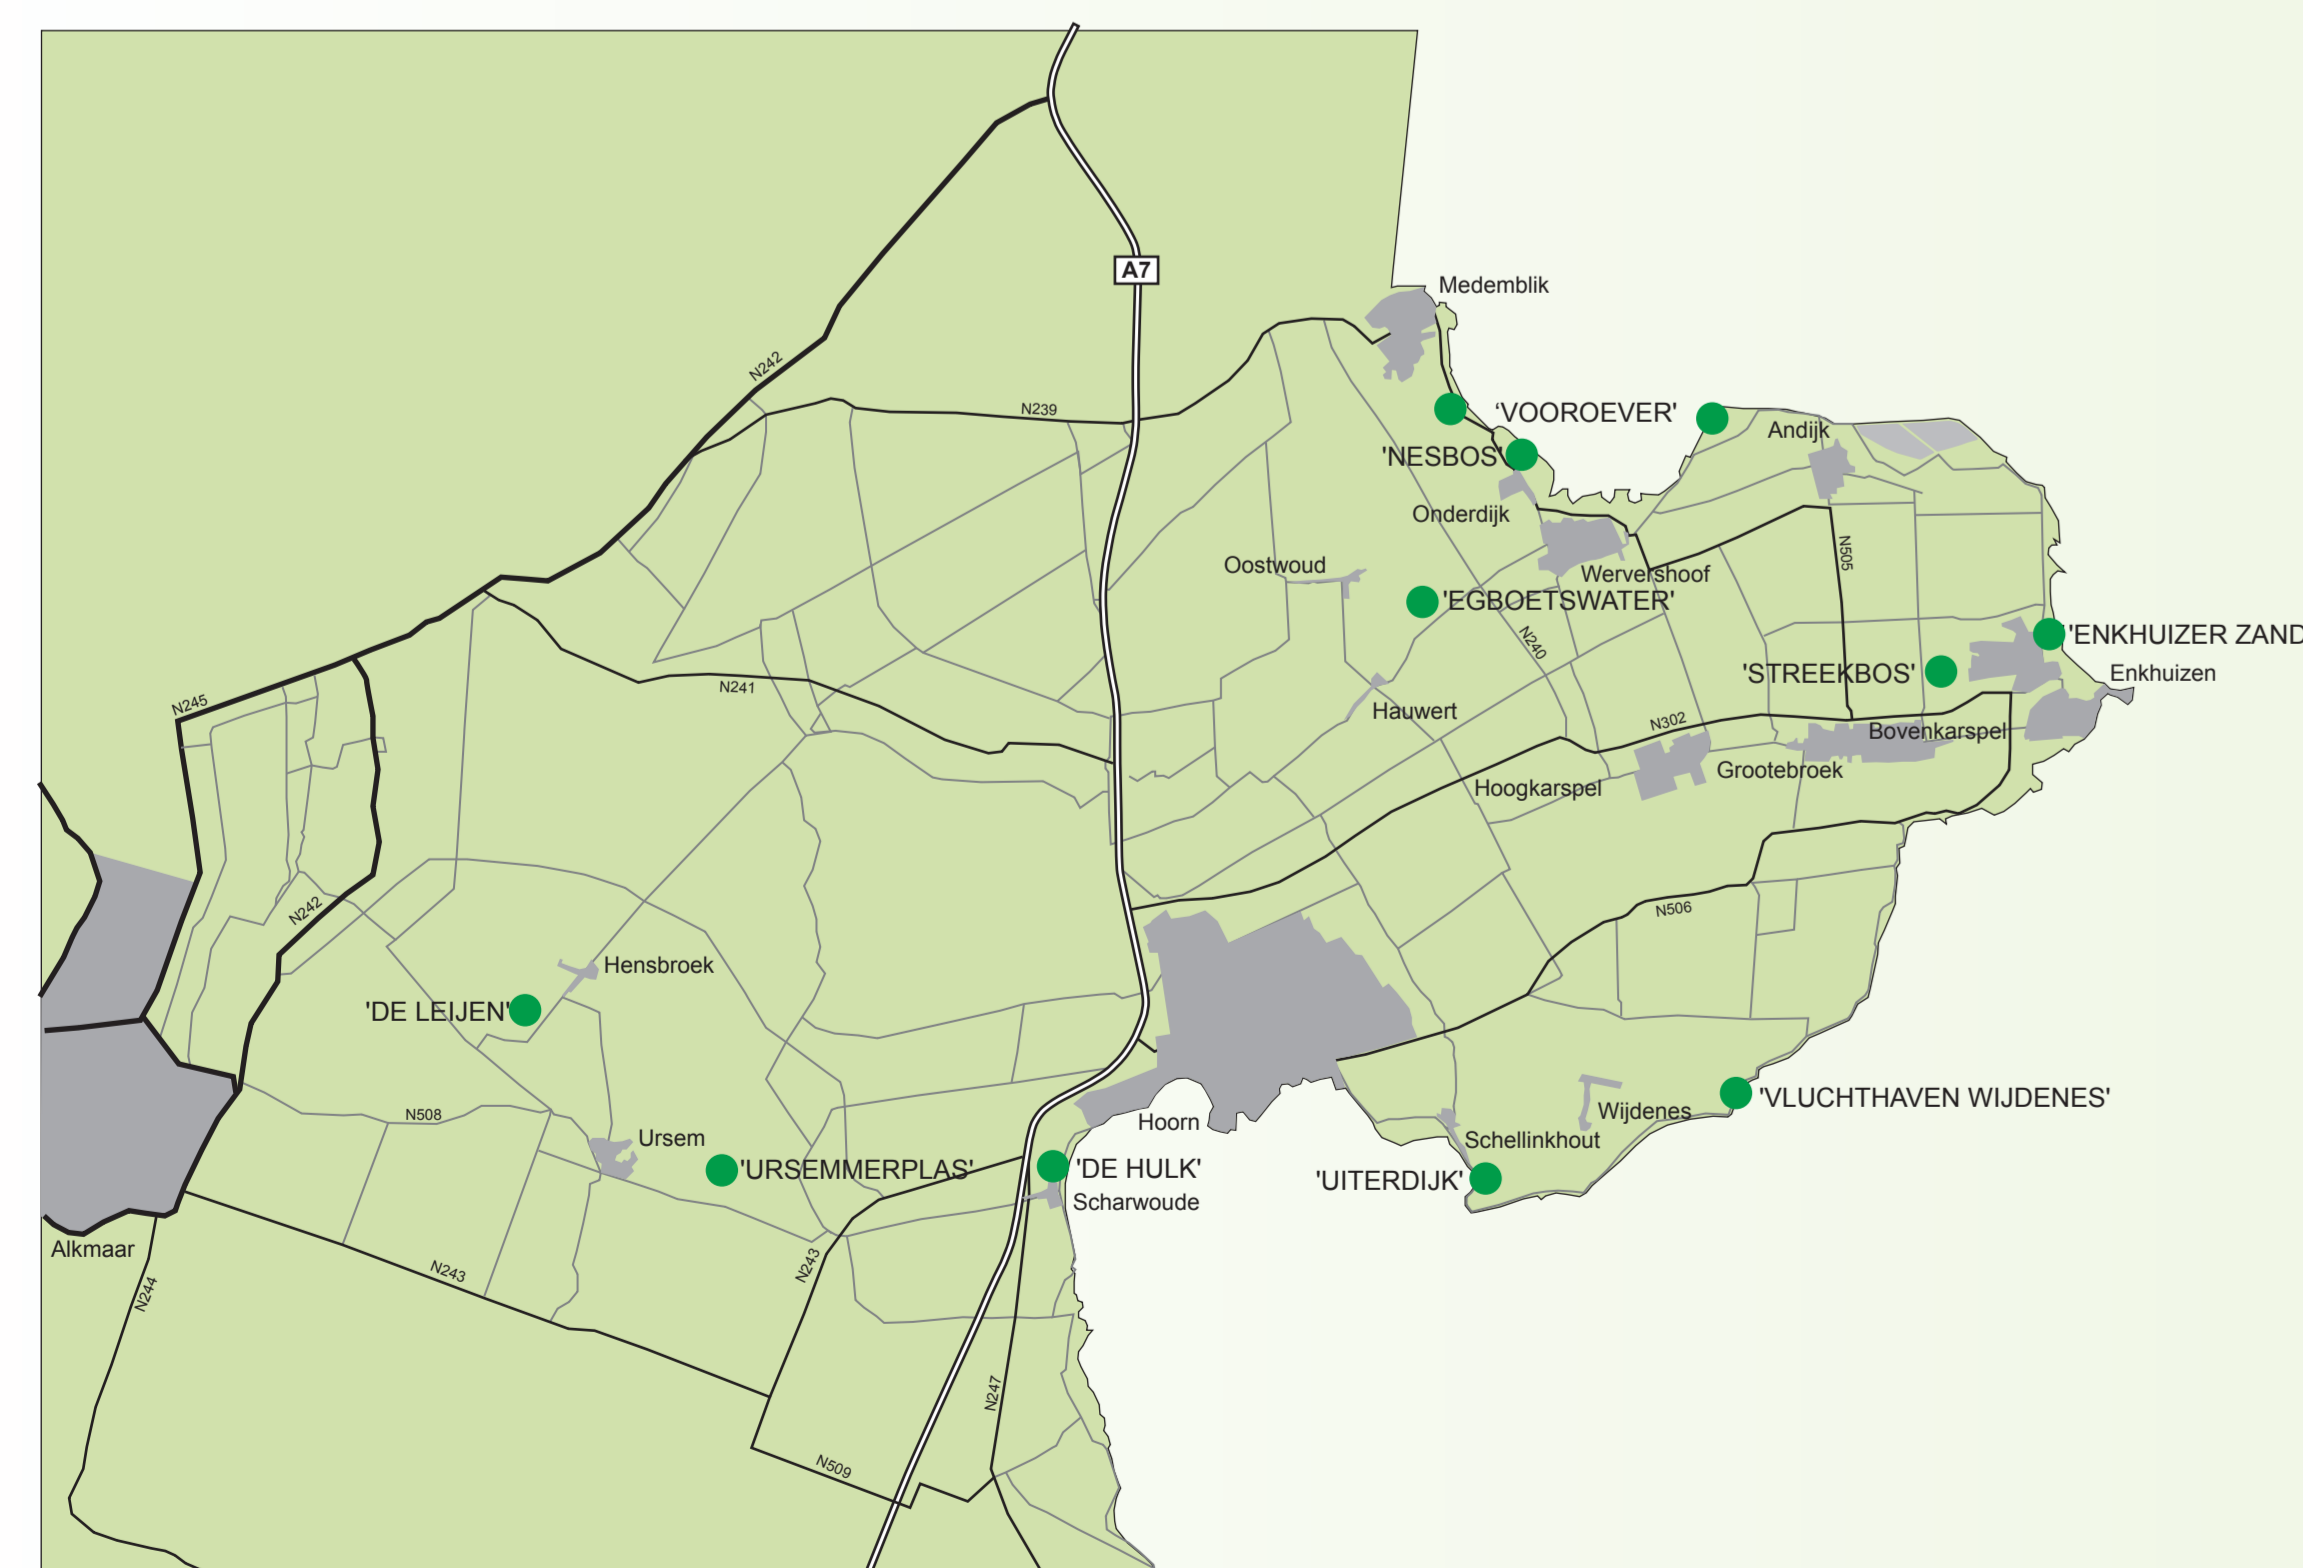 A7
Medemblik
N242
N239
'VOOROEVER'
Andijk
'NESBOS'
Onderdijk
N505
Oostwoud
Wervershoof
'EGBOETSWATER'
N240
'ENKHUIZER ZAND
'STREEKBOS'
Enkhuizen
N241
N245
Hauwert
N302
Bovenkarspel
Grootebroek
Hoogkarspel
N242
N506
Hensbroek
'DE LEIJEN'
'VLUCHTHAVEN WIJDENES'
Wijdenes
N508
Hoorn
Ursem
Schellinkhout
'URSEMMERPLAS'
'DE HULK'
'UITERDIJK'
Scharwoude
Alkmaar
N243
N243
N244
N247
N509